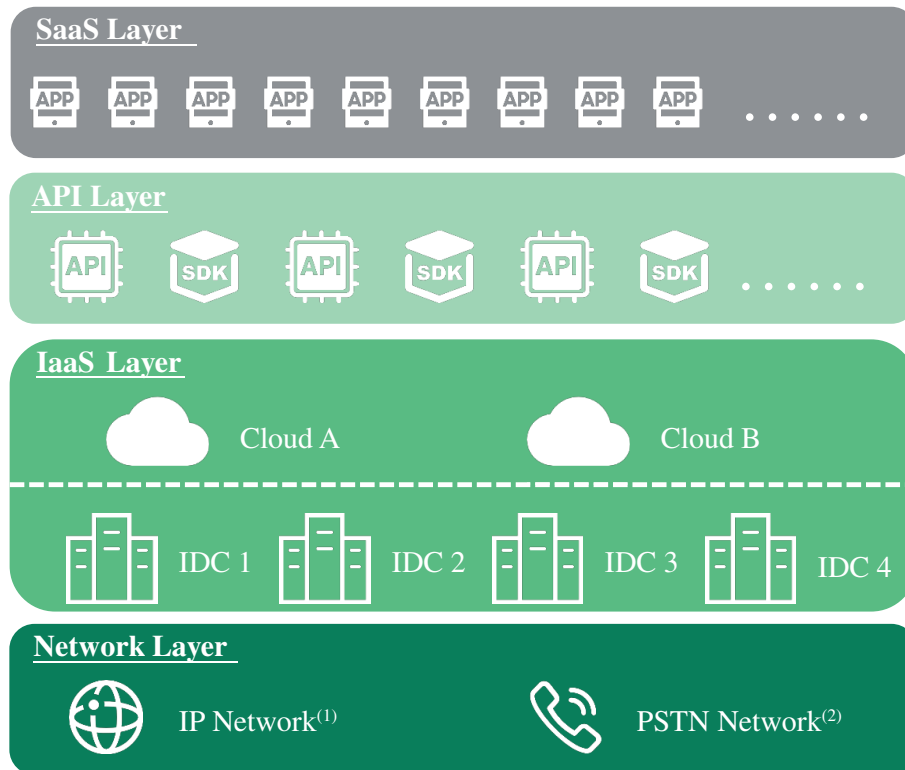 SaaS Layer
APP APP APP APP APP APP APP APP APP ......
API Layer
API SDK API SDK API SDK ......
IaaS Layer
Cloud A Cloud B
IDC 1 IDC 2 IDC 3 IDC 4
Network Layer
IP Network(1) PSTN Network(2)